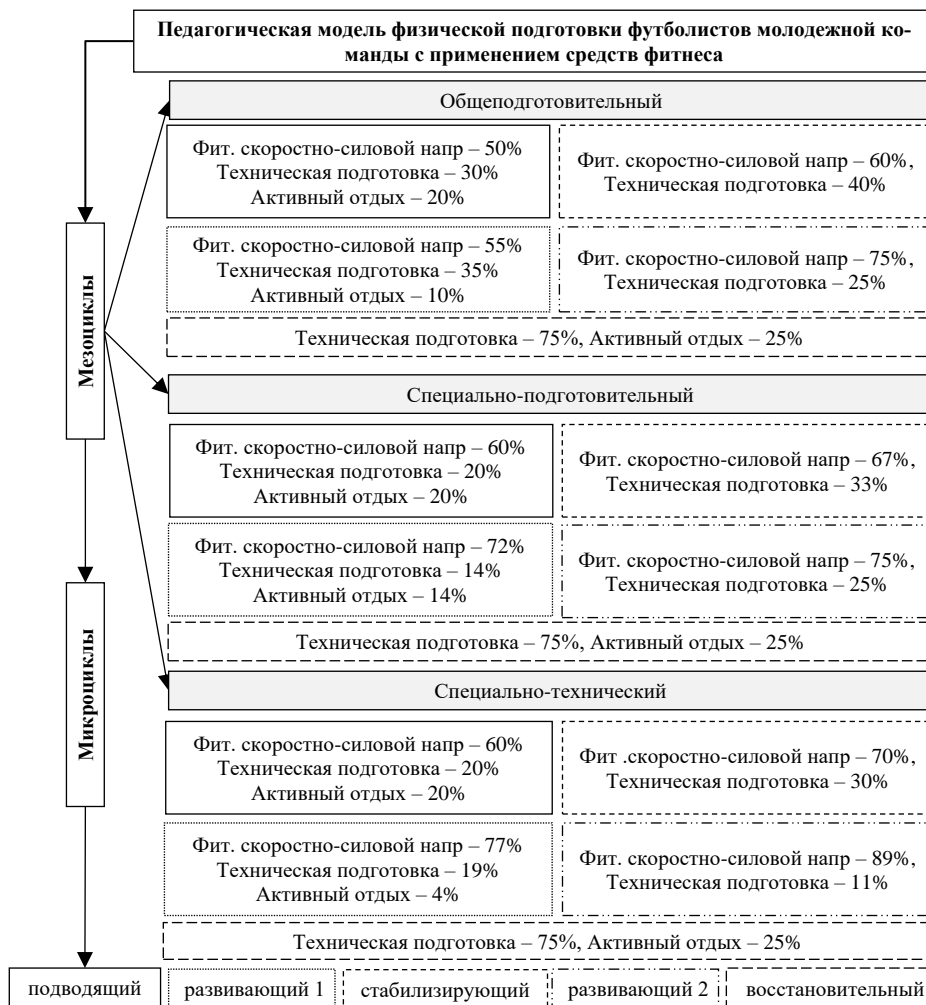 Педагогическая модель физической подготовки футболистов молодежной ко-
манды с применением средств фитнеса
Общеподготовительный
Фит. скоростно-силовой напр – 50%
Техническая подготовка – 30%
Активный отдых – 20%
Фит. скоростно-силовой напр – 60%,
Техническая подготовка – 40%
Фит. скоростно-силовой напр – 55%
Техническая подготовка – 35%
Активный отдых – 10%
Фит. скоростно-силовой напр – 75%,
Техническая подготовка – 25%
Техническая подготовка – 75%, Активный отдых – 25%
Мезоциклы
Специально-подготовительный
Фит. скоростно-силовой напр – 60%
Техническая подготовка – 20%
Активный отдых – 20%
Фит. скоростно-силовой напр – 67%,
Техническая подготовка – 33%
Фит. скоростно-силовой напр – 72%
Техническая подготовка – 14%
Активный отдых – 14%
Фит. скоростно-силовой напр – 75%,
Техническая подготовка – 25%
Техническая подготовка – 75%, Активный отдых – 25%
Микроциклы
Специально-технический
Фит. скоростно-силовой напр – 60%
Техническая подготовка – 20%
Активный отдых – 20%
Фит .скоростно-силовой напр – 70%,
Техническая подготовка – 30%
Фит. скоростно-силовой напр – 77%
Техническая подготовка – 19%
Активный отдых – 4%
Фит. скоростно-силовой напр – 89%,
Техническая подготовка – 11%
Техническая подготовка – 75%, Активный отдых – 25%
подводящий
развивающий 1
стабилизирующий
развивающий 2
восстановительный